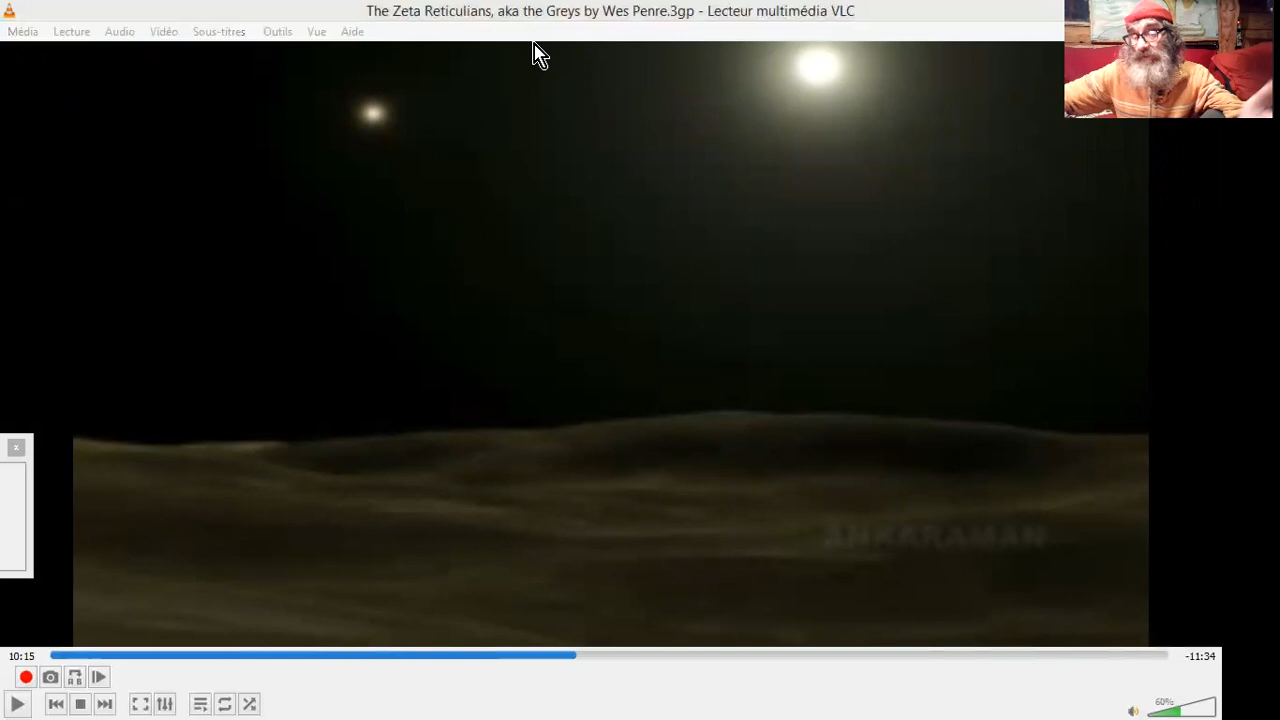 The Zeta Reticulians, aka the Greys by Wes Penre.3gp - Lecteur multimédia VLC
Média Lecture Audio Vidéo Sous-titres Outils Vue Aide
x
ANKARAMAN
10:15 -11:34
A B
60%